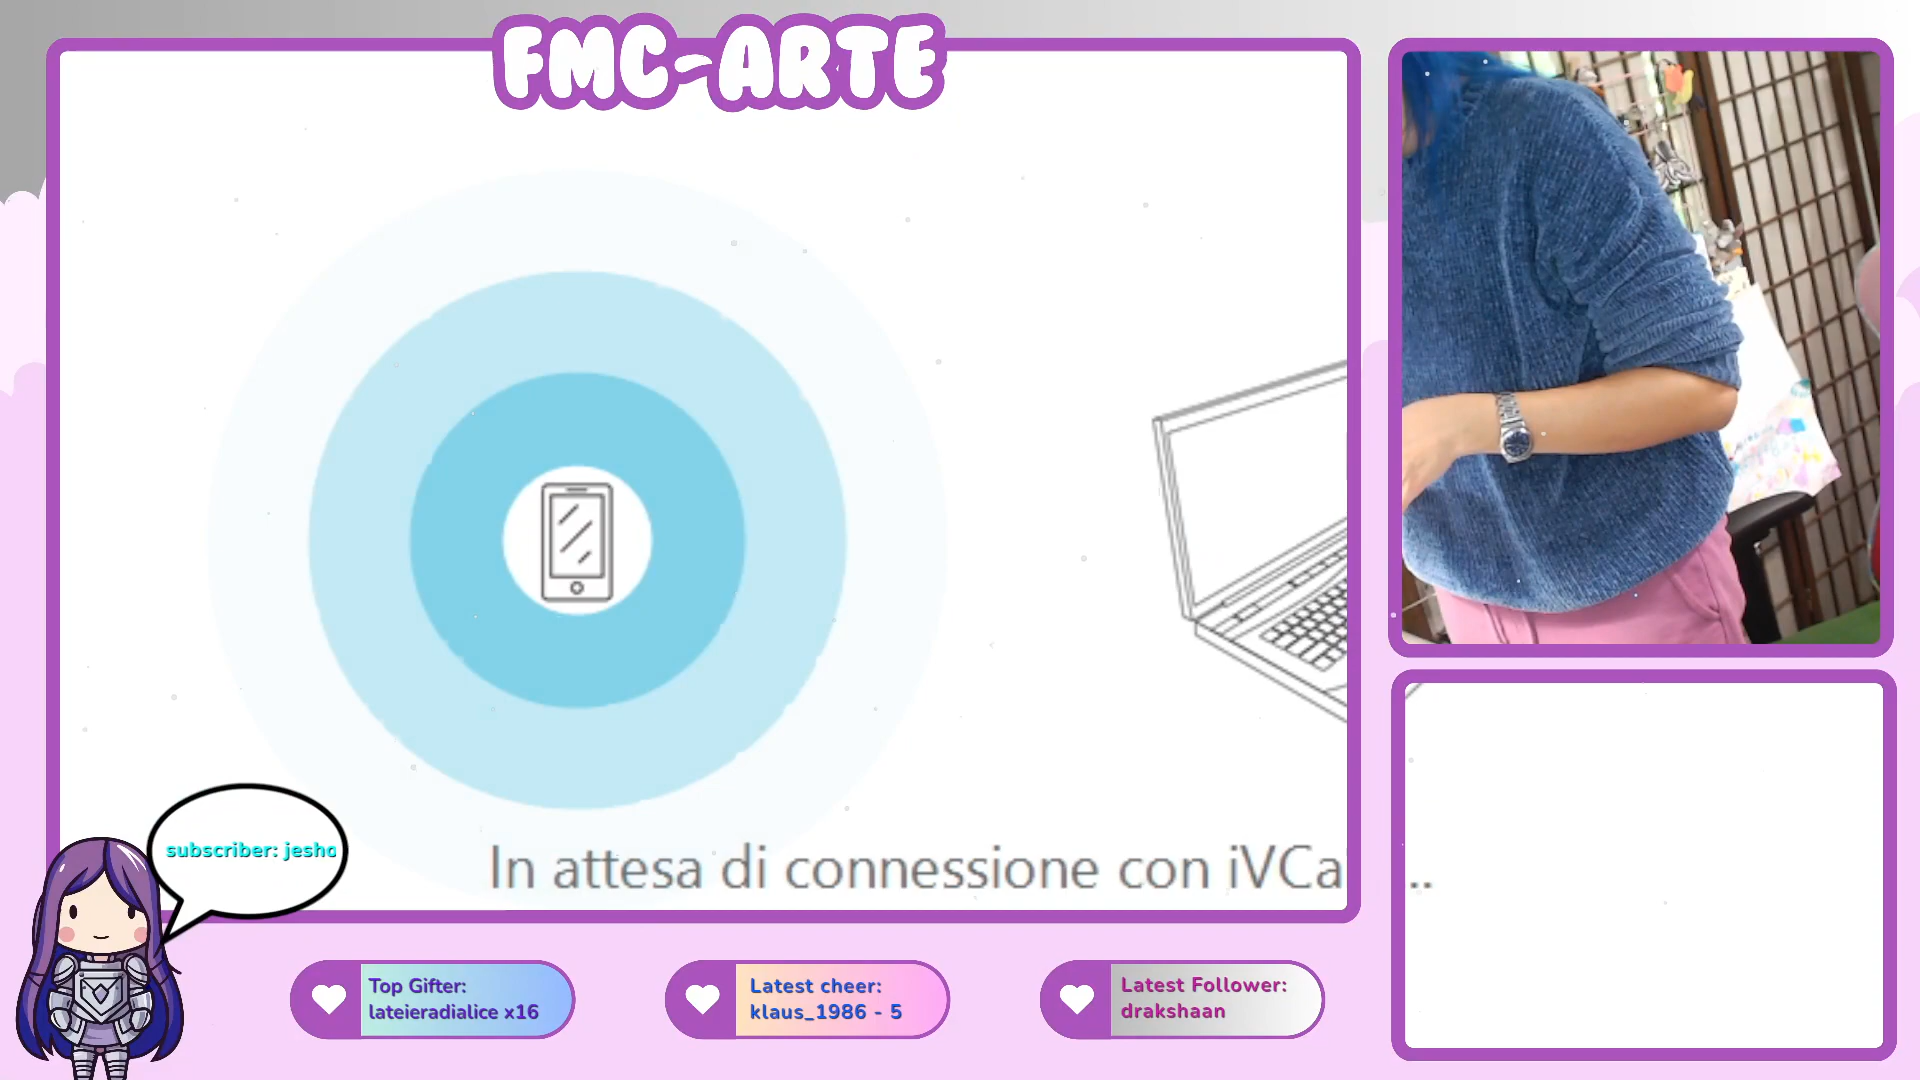 FMC-ARTE
subscriber: jesho
In attesa di connessione con iVCa ..
Top Gifter:
lateieradialice x16
Latest cheer:
klaus_1986 - 5
Latest Follower:
drakshaan